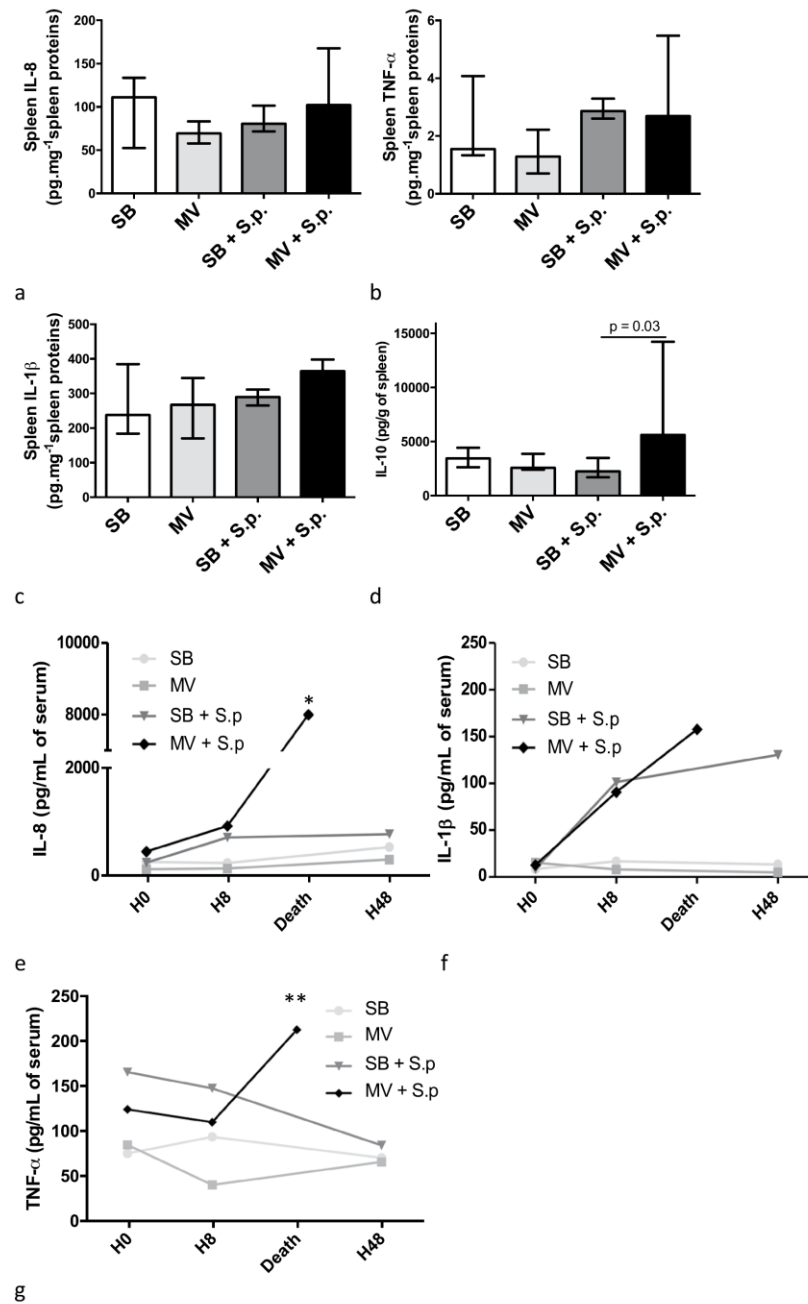 Spleen IL-8
(pg.mg⁻¹spleen proteins)
150
100
50
0
SB
MV
SB + S.p.
MV + S.p.
a
Spleen TNF-α
(pg.mg⁻¹spleen proteins)
6
4
2
0
SB
MV
SB + S.p.
MV + S.p.
b
Spleen IL-1β
(pg.mg⁻¹spleen proteins)
500
400
300
200
100
0
SB
MV
SB + S.p.
MV + S.p.
c
IL-10 (pg/g of spleen)
15000
10000
5000
0
p = 0.03
SB
MV
SB + S.p.
MV + S.p.
d
IL-8 (pg/mL of serum)
10000
8000
2000
0
SB
MV
SB + S.p
MV + S.p
*
H0
H8
Death
H48
e
IL-1β (pg/mL of serum)
250
200
150
100
50
0
SB
MV
SB + S.p
MV + S.p
H0
H8
Death
H48
f
TNF-α (pg/mL of serum)
250
200
150
100
50
0
**
SB
MV
SB + S.p
MV + S.p
H0
H8
Death
H48
g